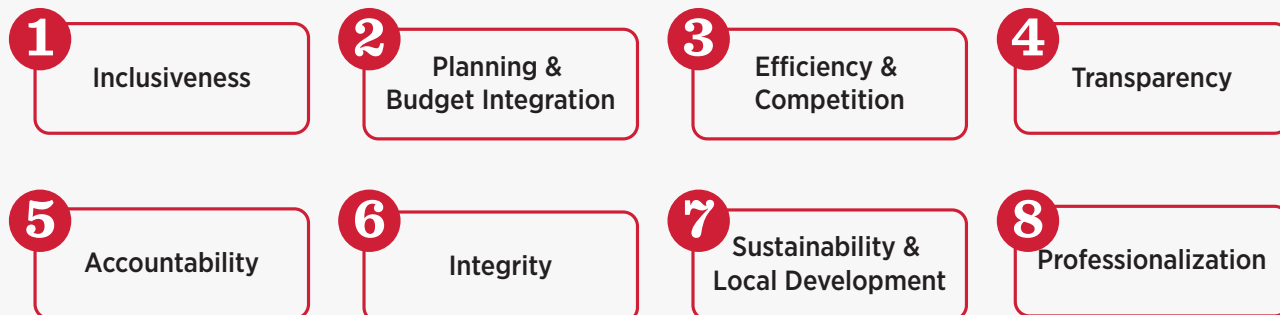 1
Inclusiveness
2
Planning &
Budget Integration
3
Efficiency &
Competition
4
Transparency
5
Accountability
6
Integrity
7
Sustainability &
Local Development
8
Professionalization